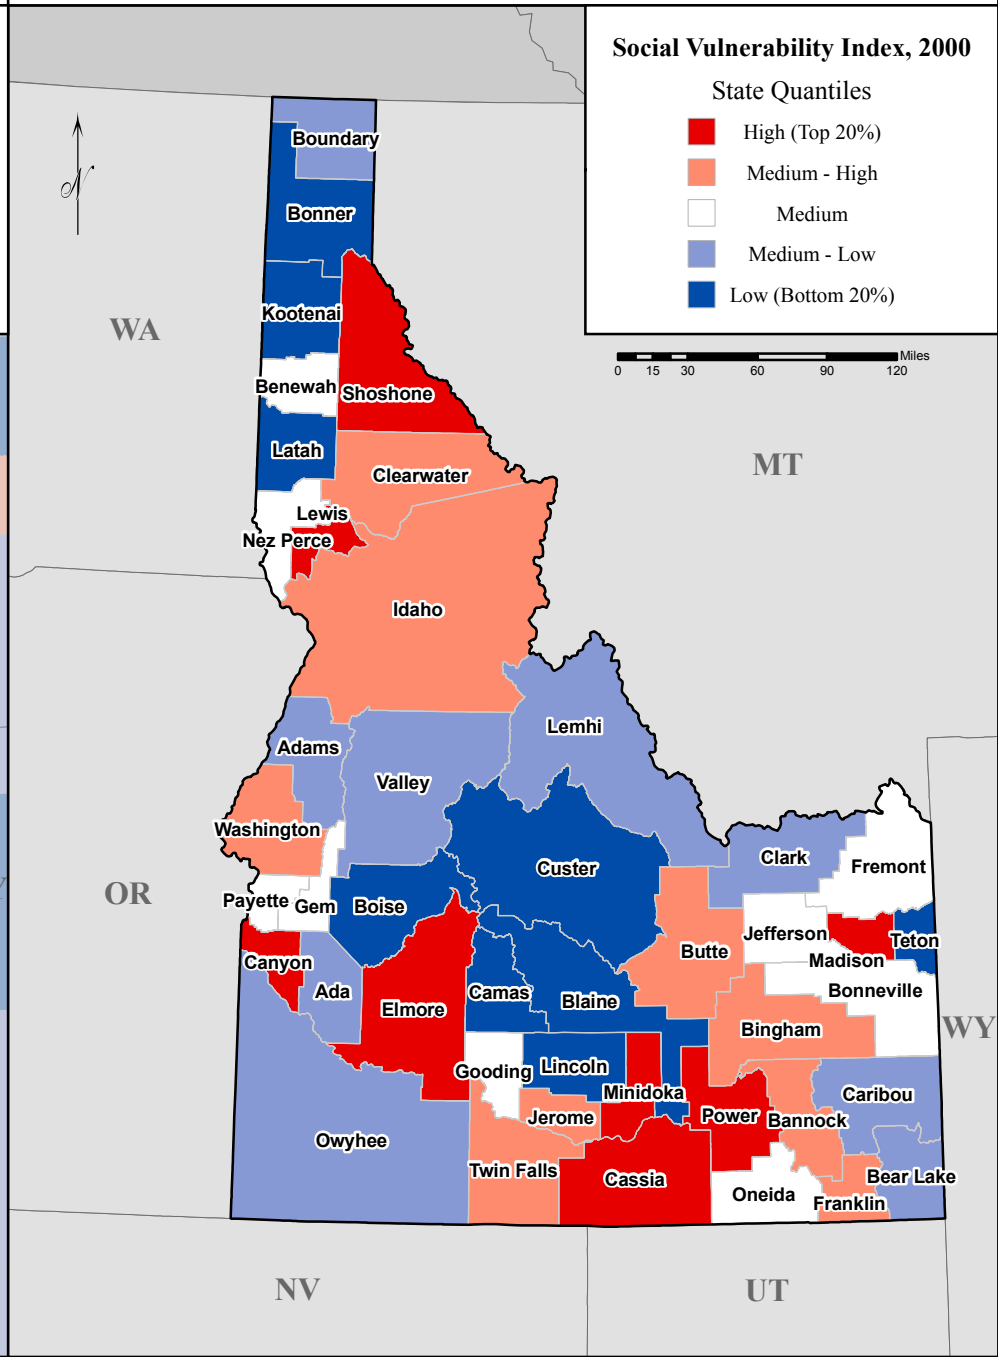 Social Vulnerability Index, 2000
State Quantiles
High (Top 20%)
Medium - High
Medium
Medium - Low
Low (Bottom 20%)
Miles
0 15 30 60 90 120
N
WA
MT
OR
WY
NV
UT
Boundary
Bonner
Kootenai
Benewah
Shoshone
Latah
Clearwater
Lewis
Nez Perce
Idaho
Lemhi
Adams
Valley
Washington
Custer
Clark
Fremont
Payette
Gem
Boise
Jefferson
Teton
Butte
Madison
Canyon
Ada
Camas
Blaine
Bonneville
Elmore
Bingham
Gooding
Lincoln
Minidoka
Caribou
Jerome
Power
Bannock
Owyhee
Twin Falls
Cassia
Bear Lake
Oneida
Franklin